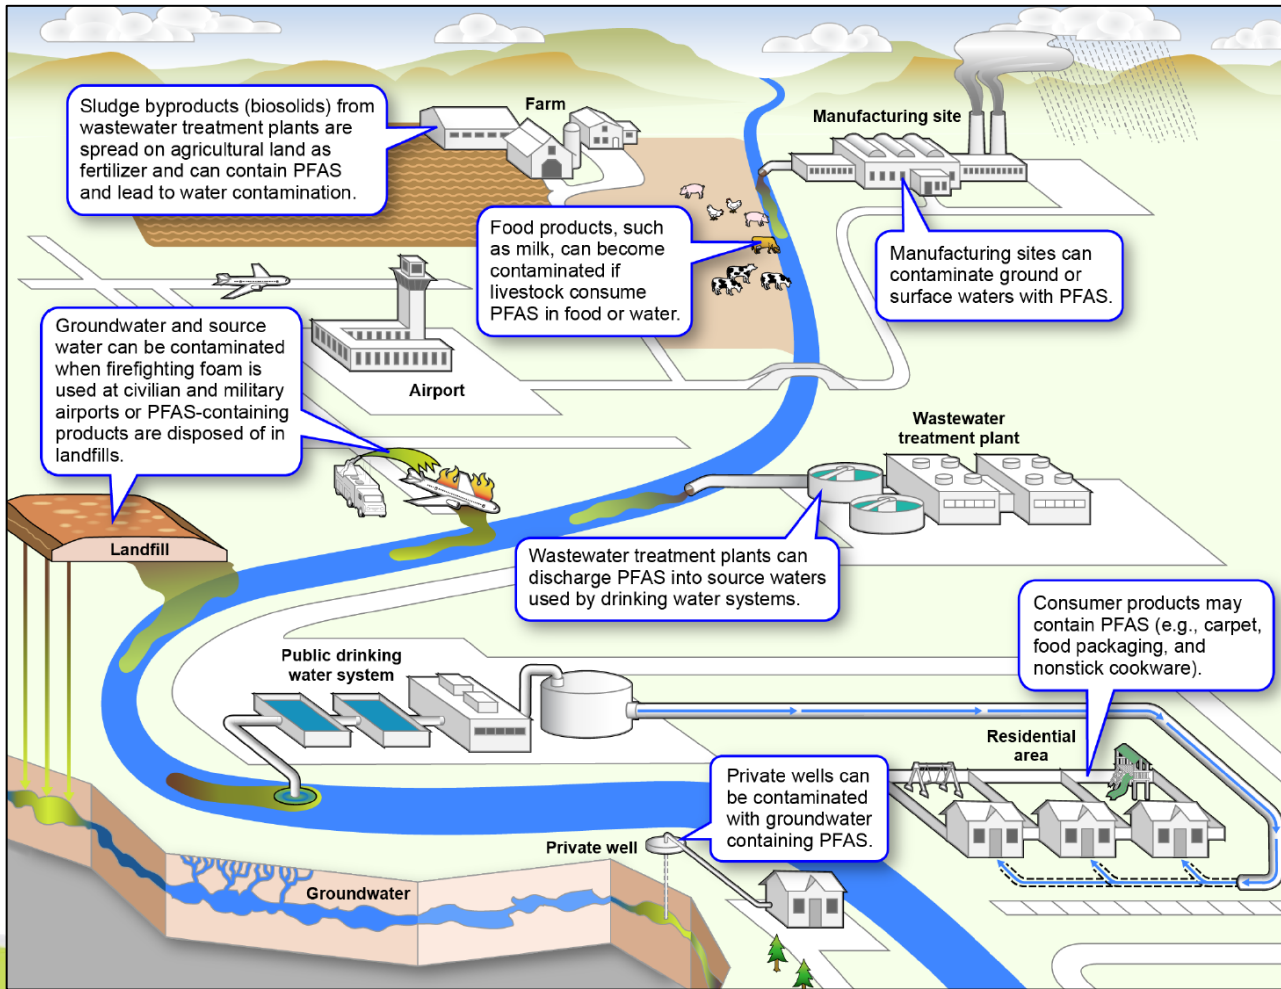 Sludge byproducts (biosolids) from
wastewater treatment plants are
spread on agricultural land as
fertilizer and can contain PFAS
and lead to water contamination.
Farm
Manufacturing site
Food products, such
as milk, can become
contaminated if
livestock consume
PFAS in food or water.
Manufacturing sites can
contaminate ground or
surface waters with PFAS.
Groundwater and source
water can be contaminated
when firefighting foam is
used at civilian and military
airports or PFAS-containing
products are disposed of in
landfills.
Airport
Wastewater
treatment plant
Landfill
Wastewater treatment plants can
discharge PFAS into source waters
used by drinking water systems.
Consumer products may
contain PFAS (e.g., carpet,
food packaging, and
nonstick cookware).
Public drinking
water system
Residential
area
Private wells can
be contaminated
with groundwater
containing PFAS.
Private well
Groundwater